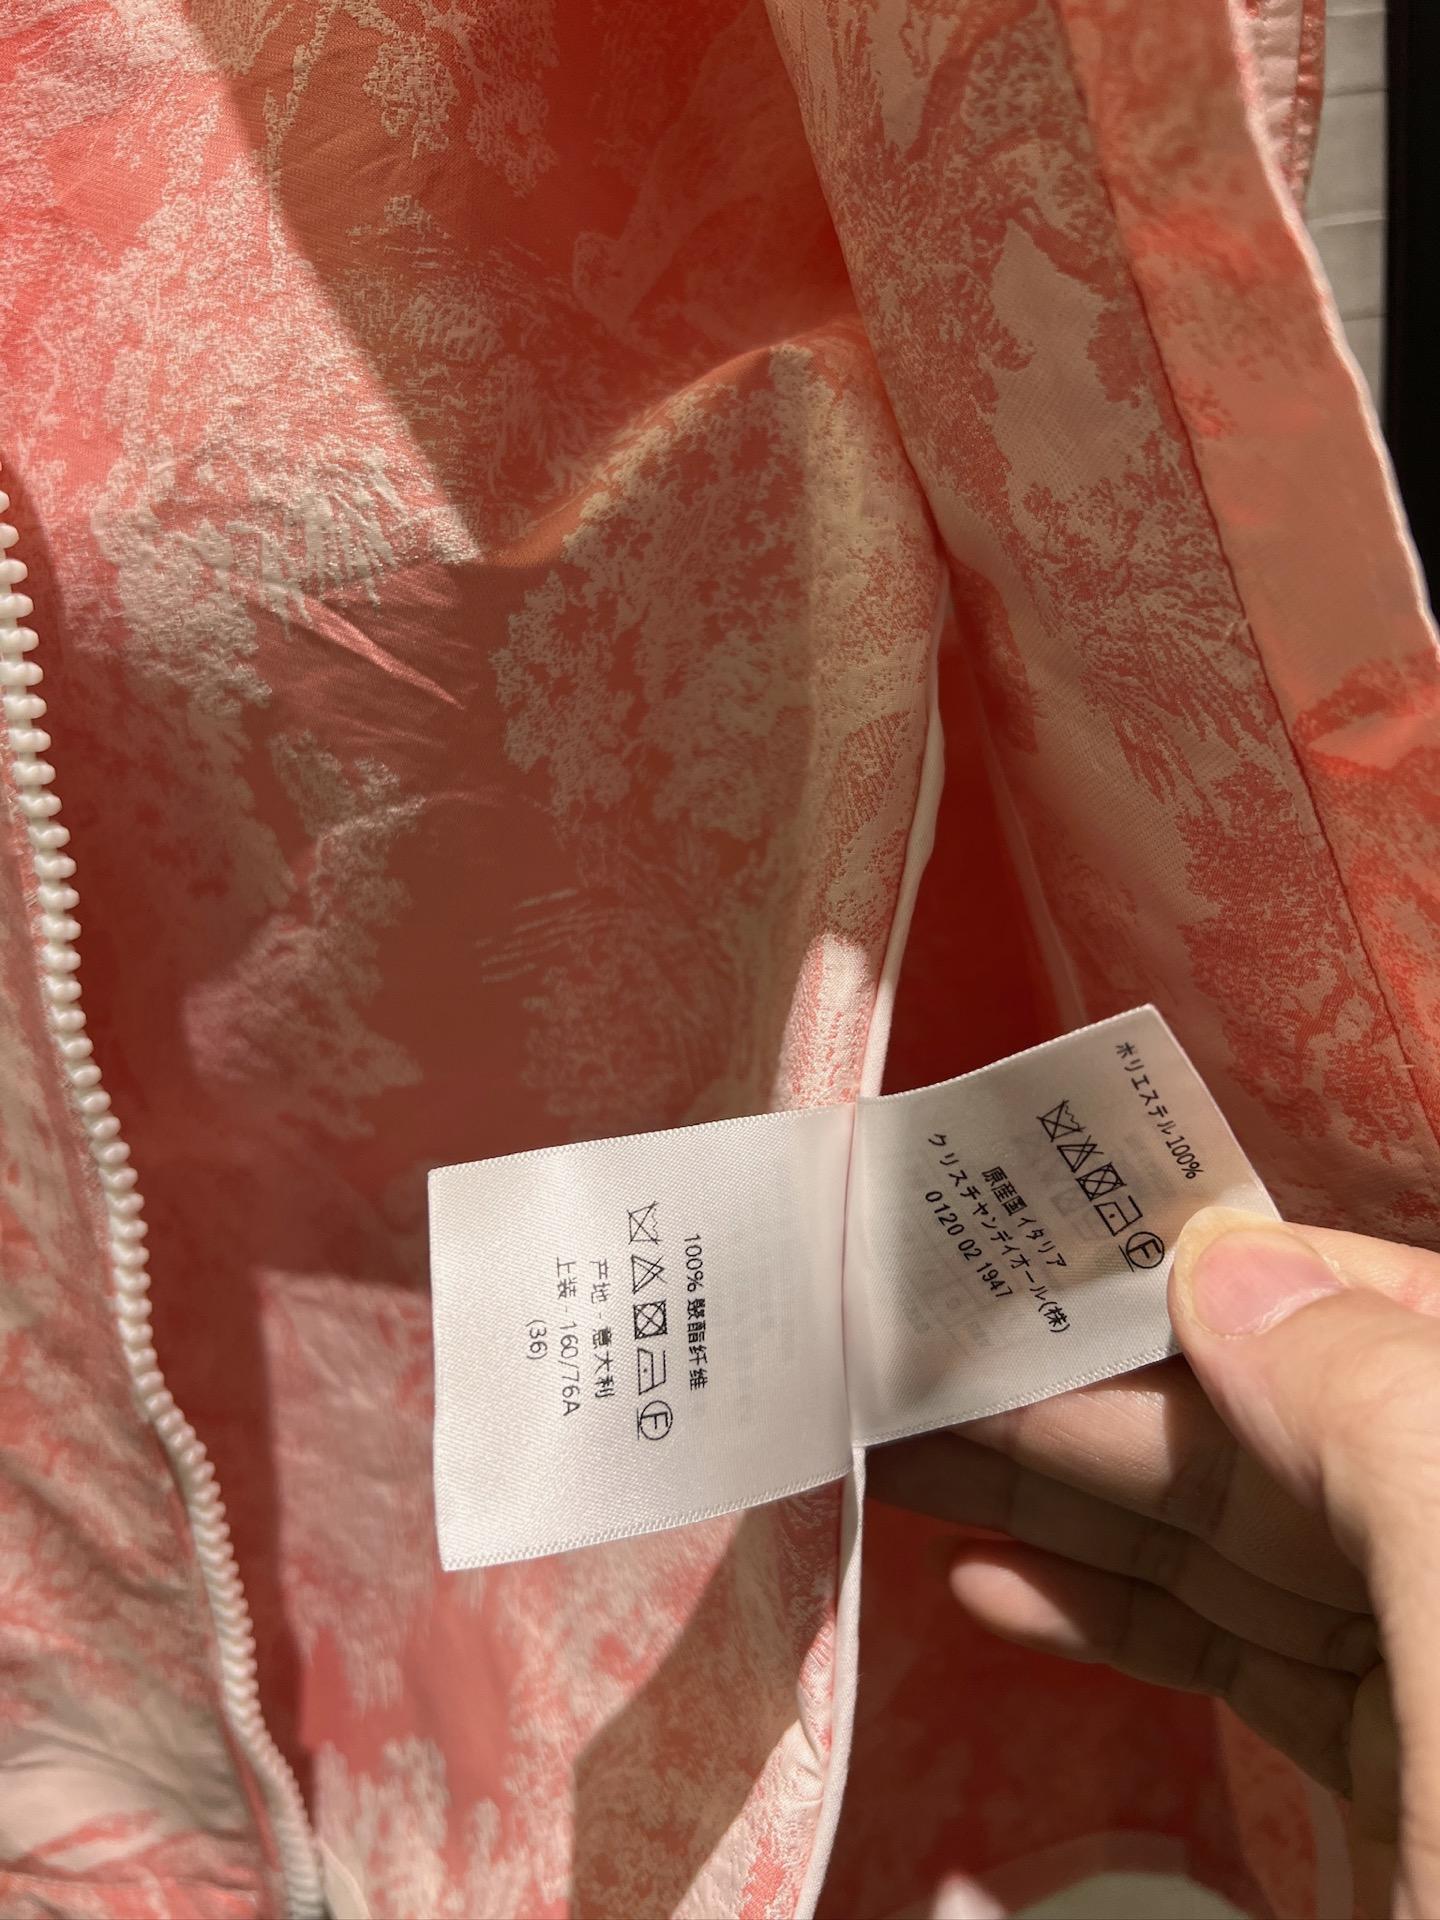 100% 聚酯纤维
产地 - 意大利
上装 - 160/76A
(36)
ポリエステル100%
原産国 イタリア
クリスチャンディオール(株)
0120 02 1947